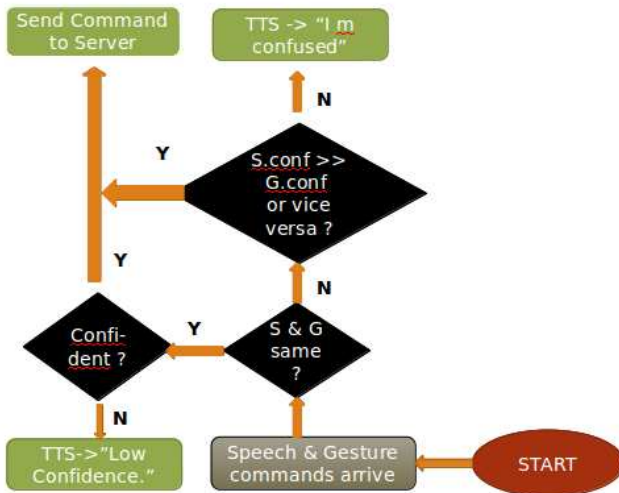 Send Command
to Server
TTS -> "I m
confused"
N
Y
S.conf >>
G.conf
or vice
versa ?
Y
N
Confi-
dent ?
Y
S & G
same
?
N
TTS->"Low
Confidence."
Speech & Gesture
commands arrive
START